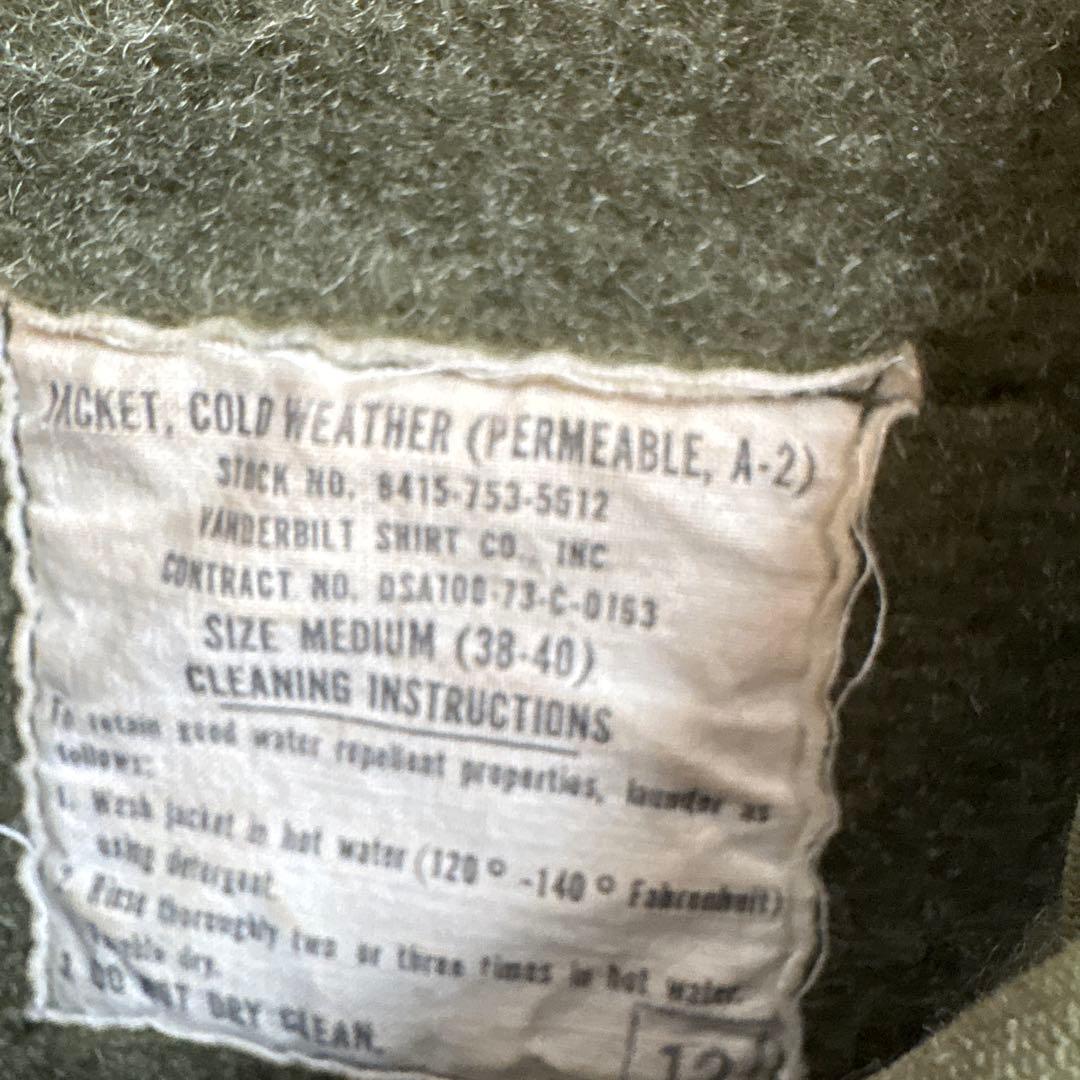 JACKET, COLD WEATHER (PERMEABLE, A-2)
STOCK NO. 8415-753-5612
VANDERBILT SHIRT CO., INC
CONTRACT NO. DSA100-73-C-0163
SIZE MEDIUM (38-40)
CLEANING INSTRUCTIONS
To retain good water repellent properties, launder as
follows:
1. Wash jacket in hot water (120° -140° Fahrenheit)
using detergent.
2. Rinse thoroughly two or three times in hot water.
Tumble dry.
3. DO NOT DRY CLEAN.